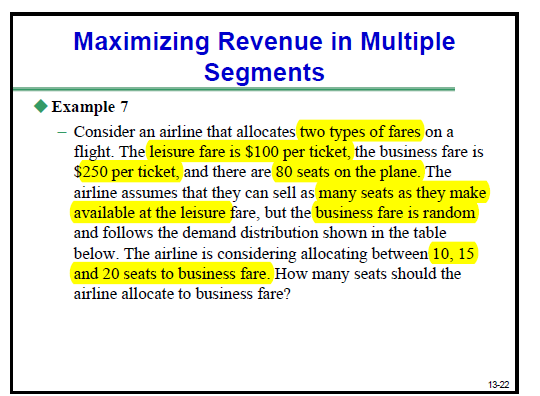 Maximizing Revenue in Multiple
Segments
Example 7
– Consider an airline that allocates two types of fares on a
flight. The leisure fare is $100 per ticket, the business fare is
$250 per ticket, and there are 80 seats on the plane. The
airline assumes that they can sell as many seats as they make
available at the leisure fare, but the business fare is random
and follows the demand distribution shown in the table
below. The airline is considering allocating between 10, 15
and 20 seats to business fare. How many seats should the
airline allocate to business fare?
13-22